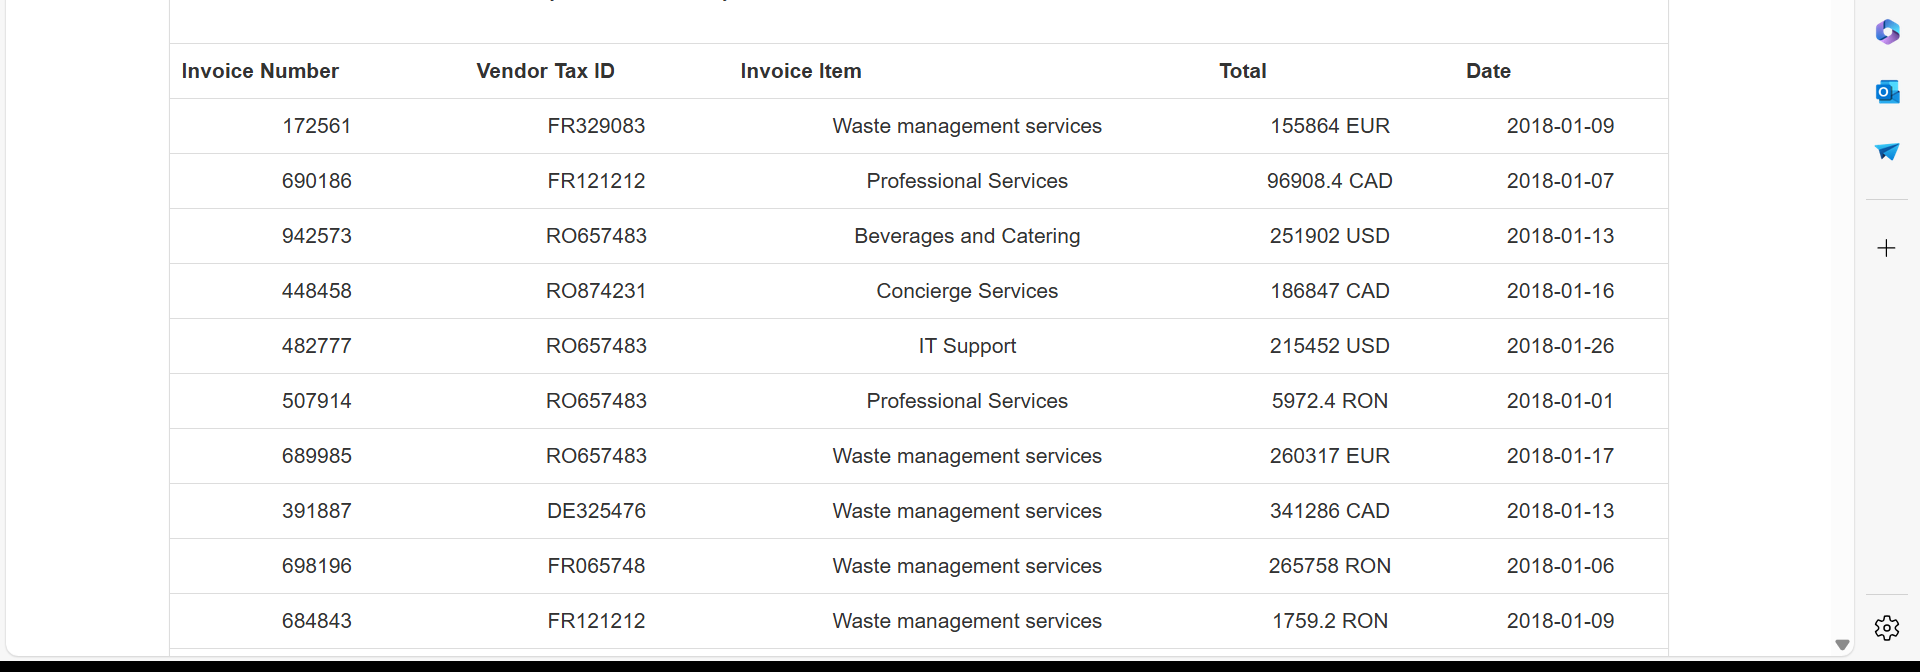 Invoice Number Vendor Tax ID Invoice Item Total Date
172561 FR329083 Waste management services 155864 EUR 2018-01-09
690186 FR121212 Professional Services 96908.4 CAD 2018-01-07
942573 RO657483 Beverages and Catering 251902 USD 2018-01-13
448458 RO874231 Concierge Services 186847 CAD 2018-01-16
482777 RO657483 IT Support 215452 USD 2018-01-26
507914 RO657483 Professional Services 5972.4 RON 2018-01-01
689985 RO657483 Waste management services 260317 EUR 2018-01-17
391887 DE325476 Waste management services 341286 CAD 2018-01-13
698196 FR065748 Waste management services 265758 RON 2018-01-06
684843 FR121212 Waste management services 1759.2 RON 2018-01-09